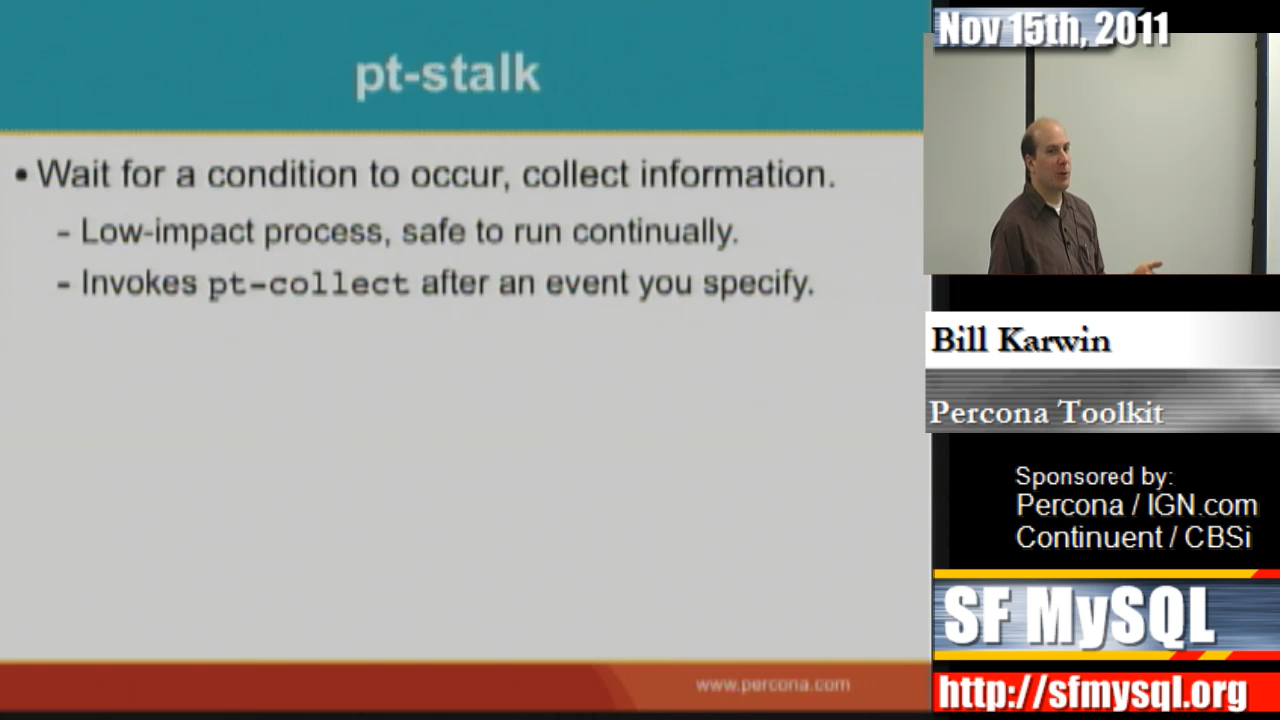 pt-stalk
• Wait for a condition to occur, collect information.
– Low-impact process, safe to run continually.
– Invokes pt-collect after an event you specify.
www.percona.com
Nov 15th, 2011
Bill Karwin
Percona Toolkit
Sponsored by:
Percona / IGN.com
Continuent / CBSi
SF MySQL
http://sfmysql.org